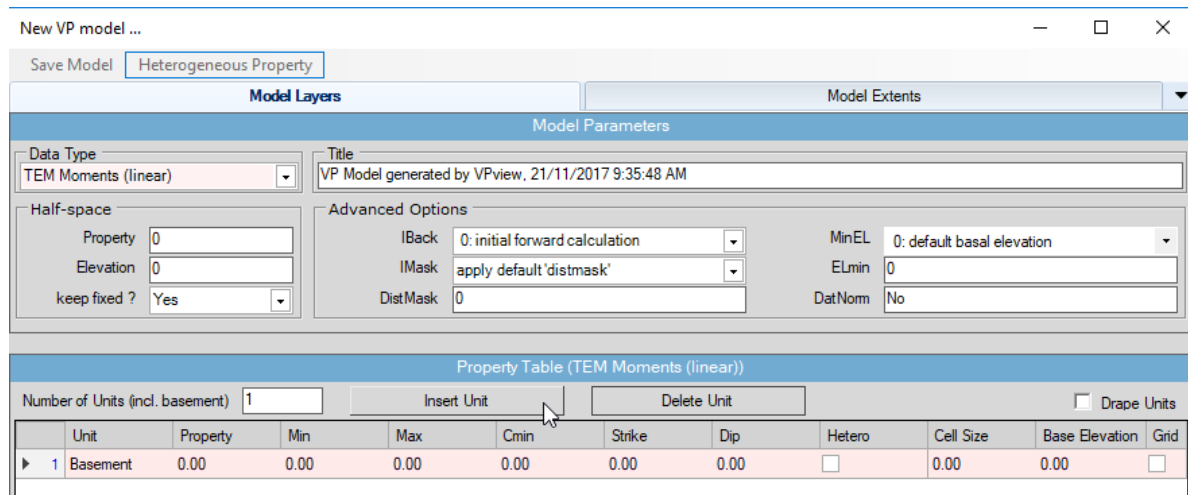 New VP model ...
Save Model Heterogeneous Property
Model Layers Model Extents
Model Parameters
Data Type Title
TEM Moments (linear) VP Model generated by VPview, 21/11/2017 9:35:48 AM
Half-space Advanced Options
Property 0 IBack 0: initial forward calculation MinEL 0: default basal elevation
Elevation 0 IMask apply default 'distmask' ELmin 0
keep fixed ? Yes DistMask 0 DatNorm No
Property Table (TEM Moments (linear))
Number of Units (incl. basement) 1 Insert Unit Delete Unit Drape Units
Unit Property Min Max Cmin Strike Dip Hetero Cell Size Base Elevation Grid
1 Basement 0.00 0.00 0.00 0.00 0.00 0.00 0.00 0.00